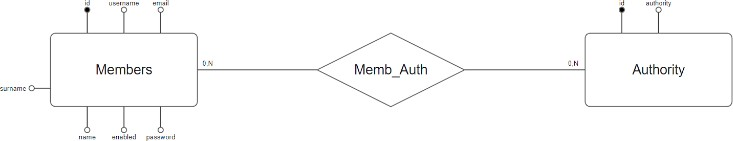 id username email
id authority
Members
0,N
Memb_Auth
0,N
Authority
surname
name enabled password